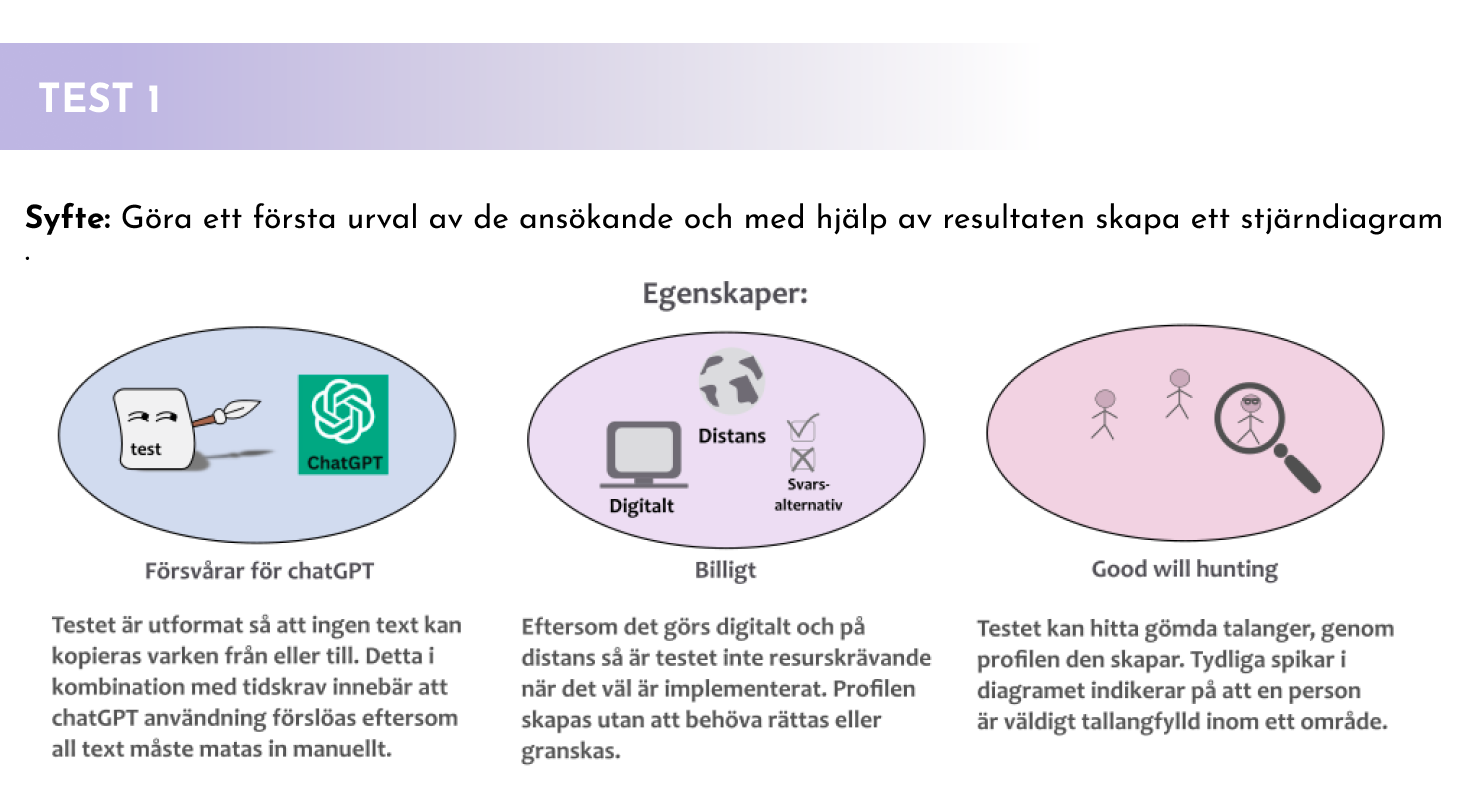 TEST 1
Syfte: Göra ett första urval av de ansökande och med hjälp av resultaten skapa ett stjärndiagram
.
Egenskaper:
test
ChatGPT
Försvårar för chatGPT
Testet är utformat så att ingen text kan
kopieras varken från eller till. Detta i
kombination med tidskrav innebär att
chatGPT användning förslöas eftersom
all text måste matas in manuellt.
Distans
Digitalt
Svars-
alternativ
Billigt
Eftersom det görs digitalt och på
distans så är testet inte resurskrävande
när det väl är implementerat. Profilen
skapas utan att behöva rättas eller
granskas.
Good will hunting
Testet kan hitta gömda talanger, genom
profilen den skapar. Tydliga spikar i
diagramet indikerar på att en person
är väldigt tallangfylld inom ett område.